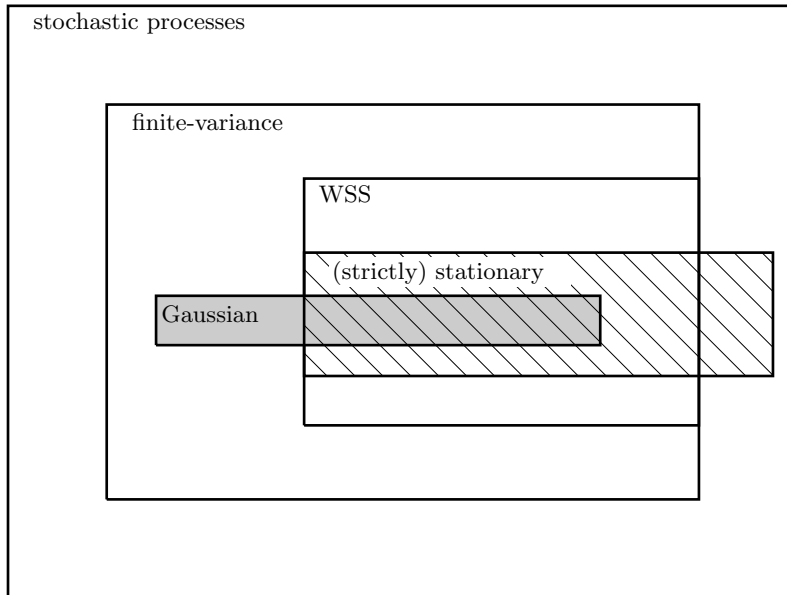 stochastic processes
finite-variance
WSS
(strictly) stationary
Gaussian